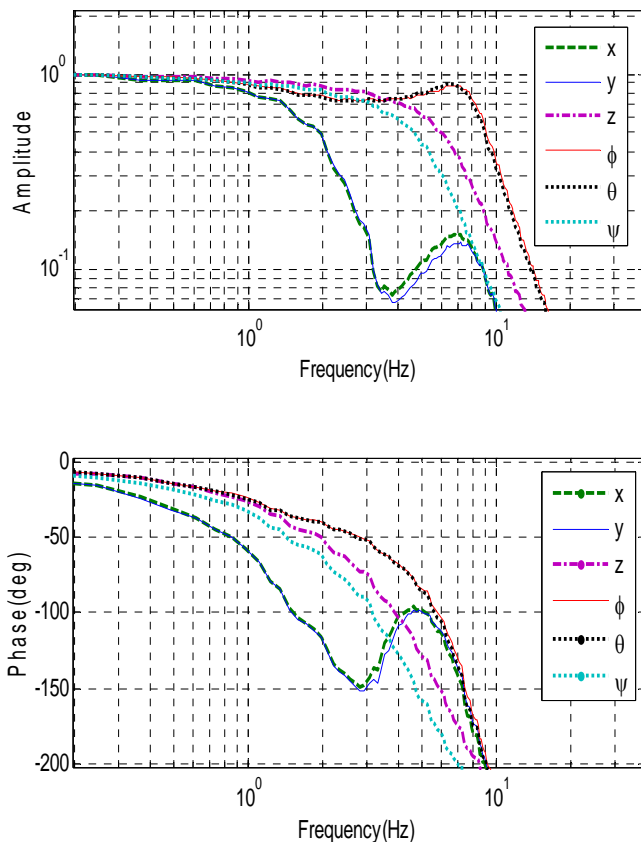 10^0
10^-1
Amplitude
10^0
10^1
Frequency(Hz)
x
y
z
ϕ
θ
ψ
0
-50
-100
-150
-200
Phase(deg)
10^0
10^1
Frequency(Hz)
x
y
z
ϕ
θ
ψ